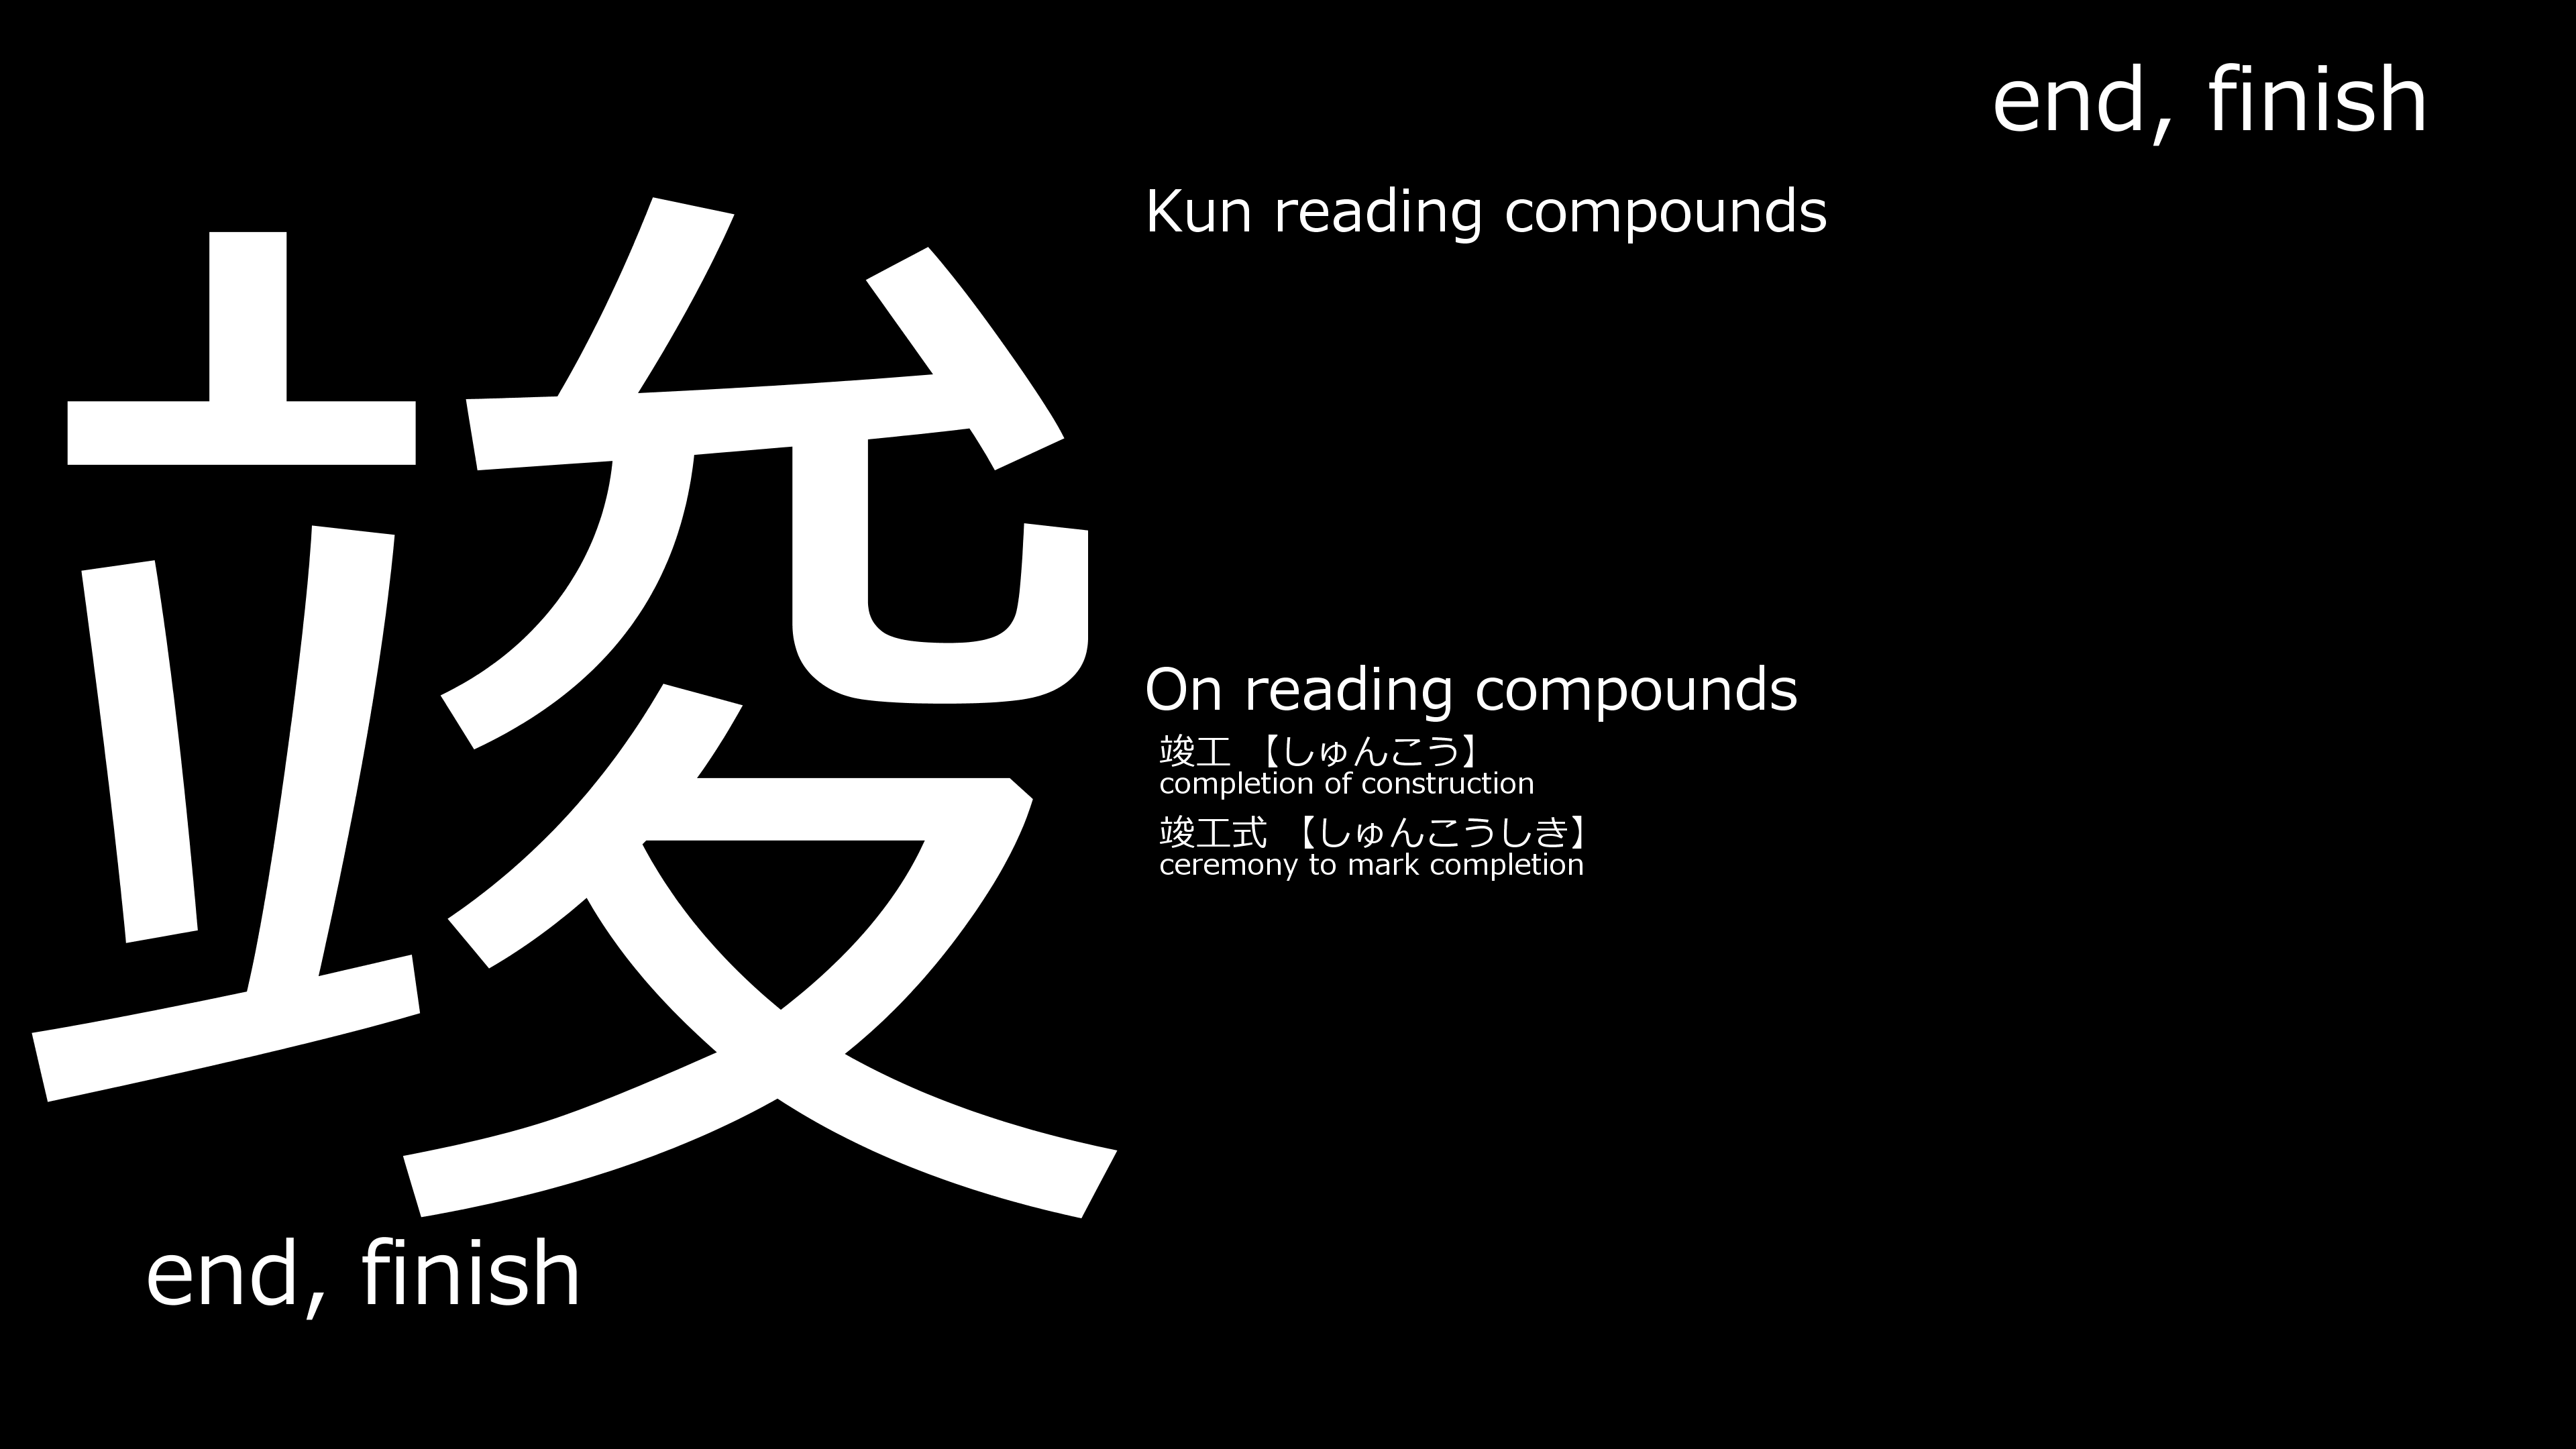 end, finish
竣
Kun reading compounds
On reading compounds
竣工 【しゅんこう】
completion of construction
竣工式 【しゅんこうしき】
ceremony to mark completion
end, finish